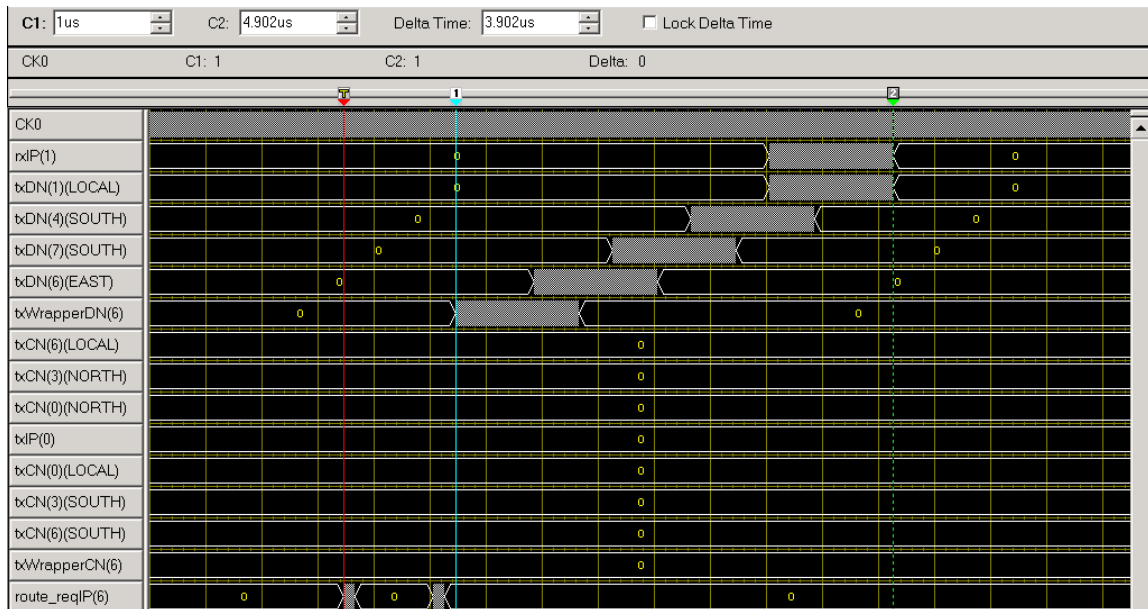 C1: 1us C2: 4.902us Delta Time: 3.902us Lock Delta Time
CK0 C1: 1 C2: 1 Delta: 0
T 1 2
CK0
rxIP(1) 0 0
txDN(1)(LOCAL) 0 0
txDN(4)(SOUTH) 0 0
txDN(7)(SOUTH) 0 0
txDN(6)(EAST) 0 0
txWrapperDN(6) 0 0
txCN(6)(LOCAL) 0
txCN(3)(NORTH) 0
txCN(0)(NORTH) 0
txIP(0) 0
txCN(0)(LOCAL) 0
txCN(3)(SOUTH) 0
txCN(6)(SOUTH) 0
txWrapperCN(6) 0
route_reqIP(6) 0 0 0